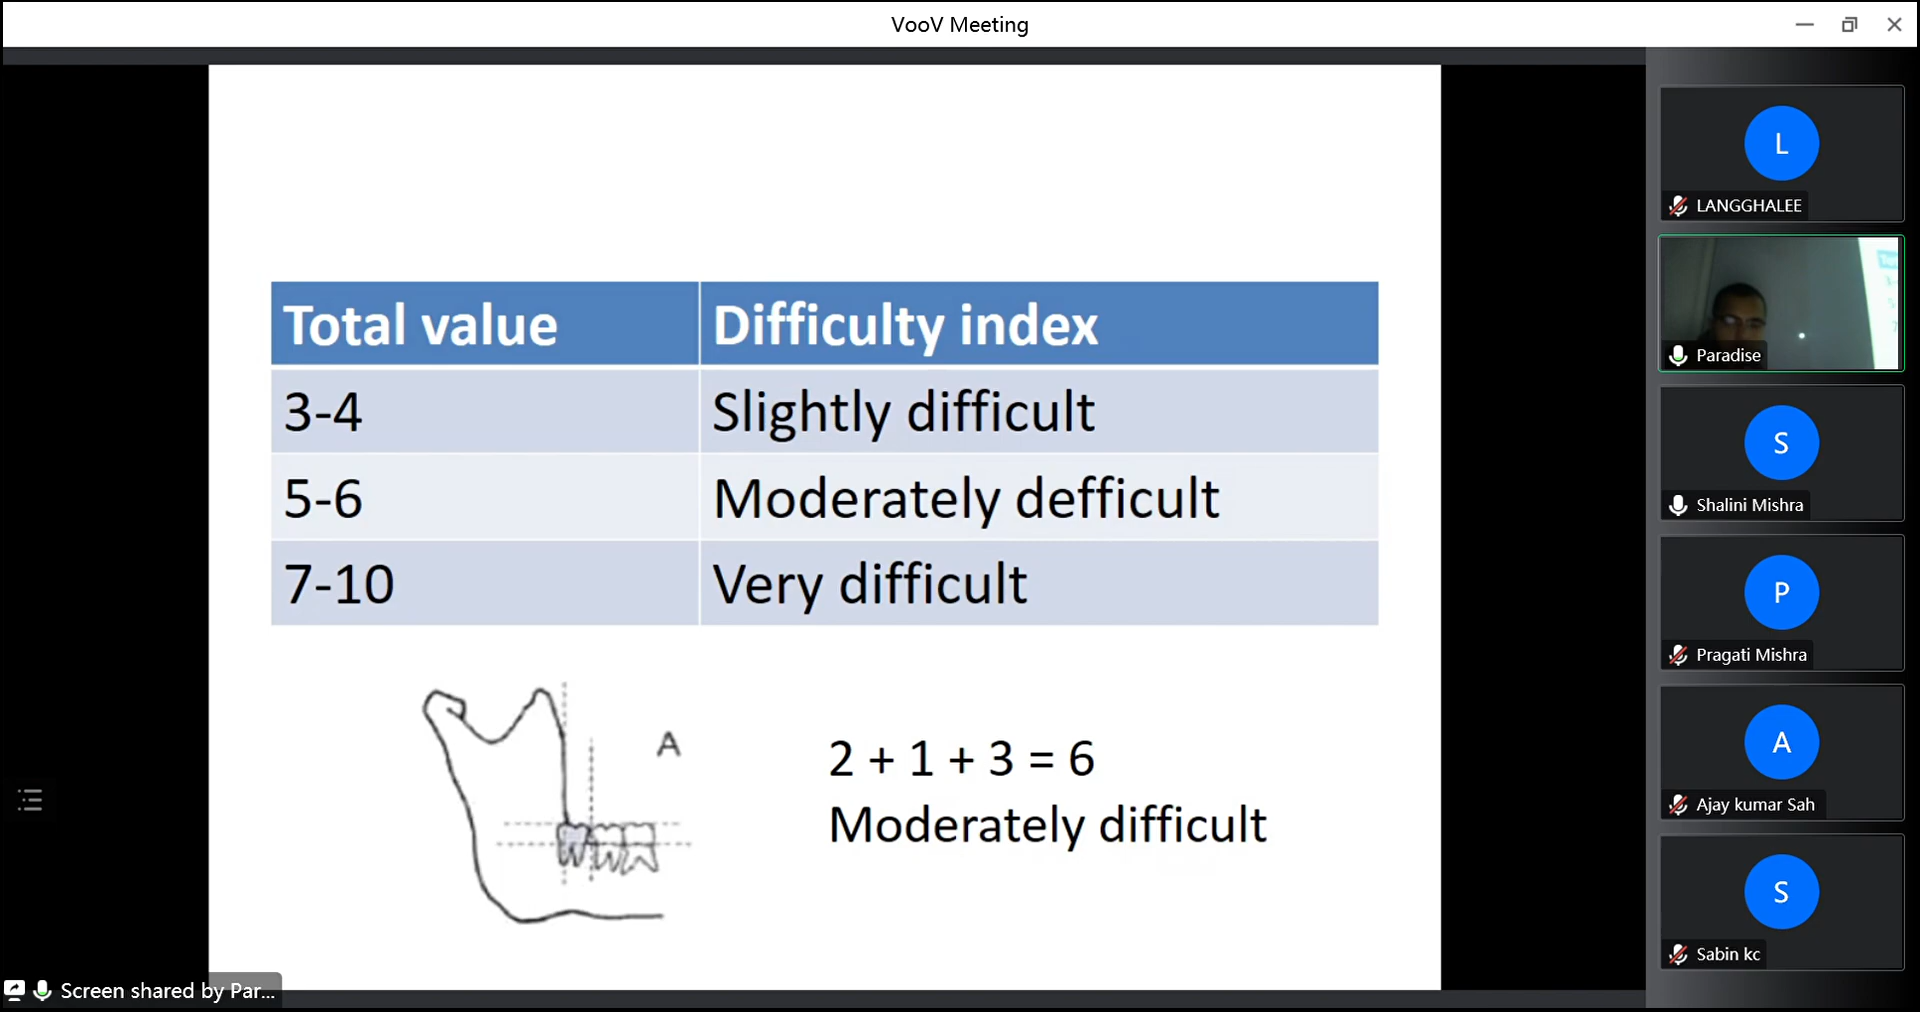 VooV Meeting
Total value Difficulty index
3-4 Slightly difficult
5-6 Moderately defficult
7-10 Very difficult
A
2 + 1 + 3 = 6
Moderately difficult
L
LANGGHALEE
Paradise
S
Shalini Mishra
P
Pragati Mishra
A
Ajay kumar Sah
S
Sabin kc
Screen shared by Par...